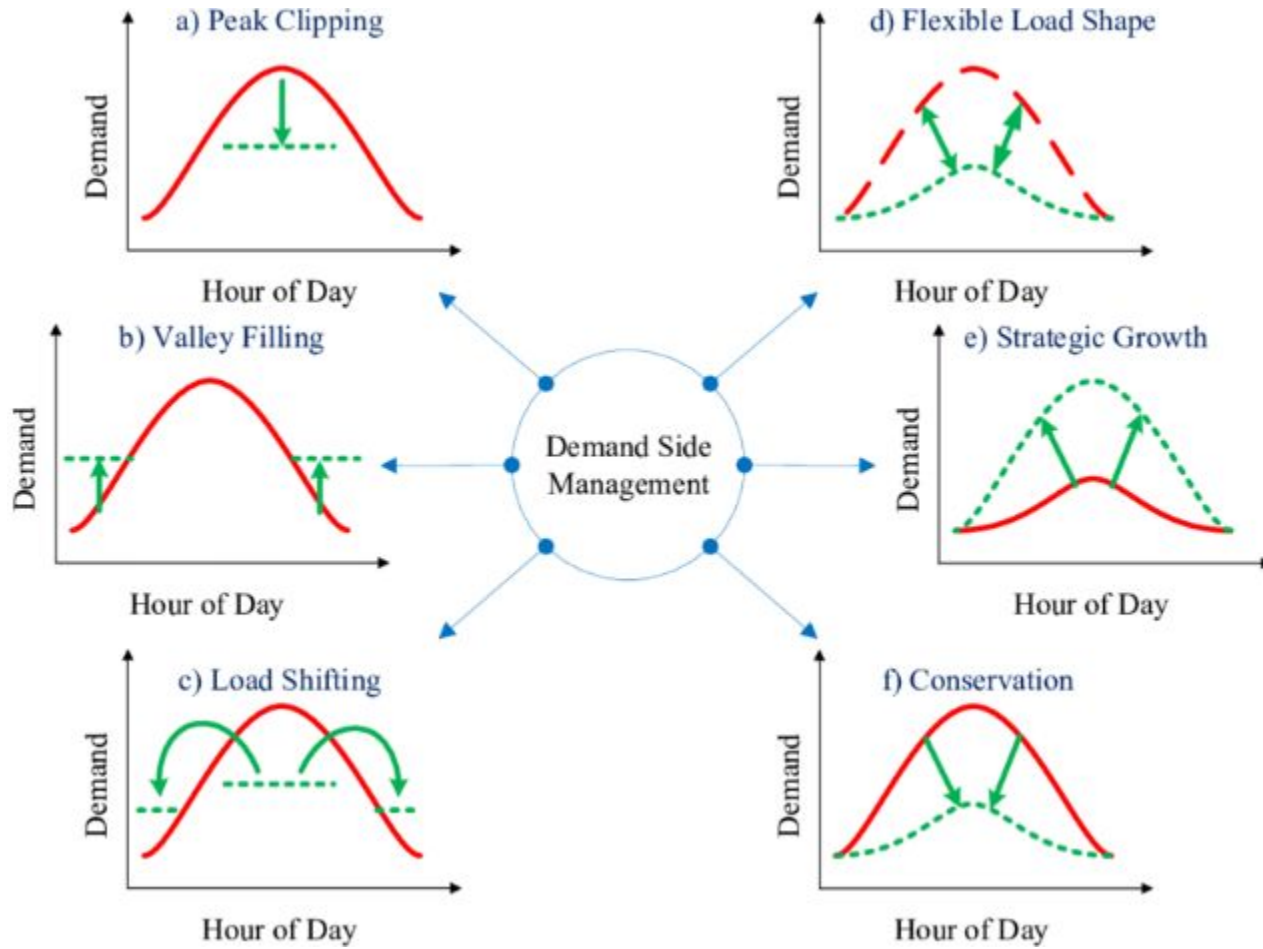 a) Peak Clipping
Demand
Hour of Day
b) Valley Filling
Demand
Hour of Day
c) Load Shifting
Demand
Hour of Day
Demand Side
Management
d) Flexible Load Shape
Demand
Hour of Day
e) Strategic Growth
Demand
Hour of Day
f) Conservation
Demand
Hour of Day